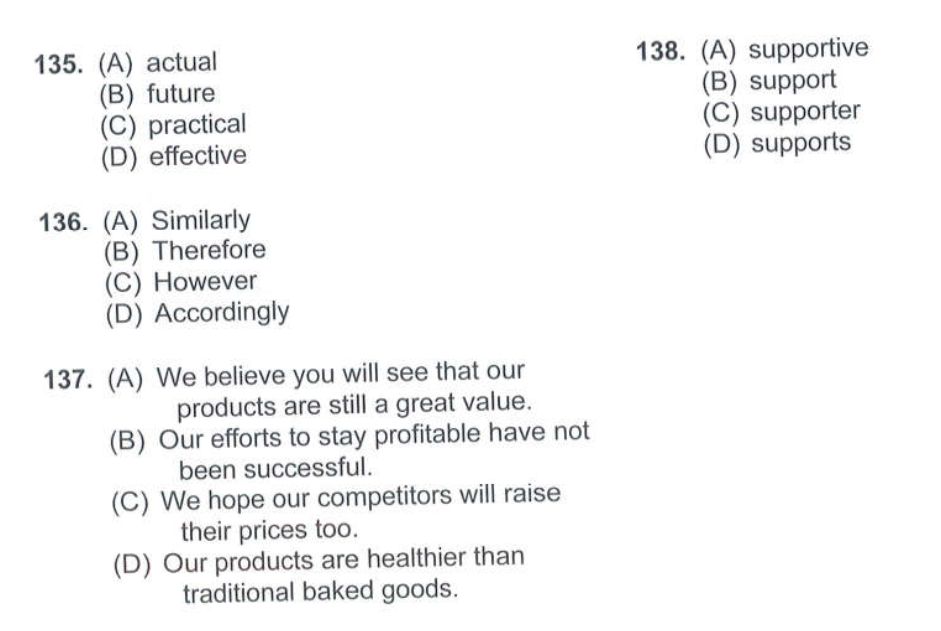 135. (A) actual
(B) future
(C) practical
(D) effective
136. (A) Similarly
(B) Therefore
(C) However
(D) Accordingly
137. (A) We believe you will see that our
products are still a great value.
(B) Our efforts to stay profitable have not
been successful.
(C) We hope our competitors will raise
their prices too.
(D) Our products are healthier than
traditional baked goods.
138. (A) supportive
(B) support
(C) supporter
(D) supports